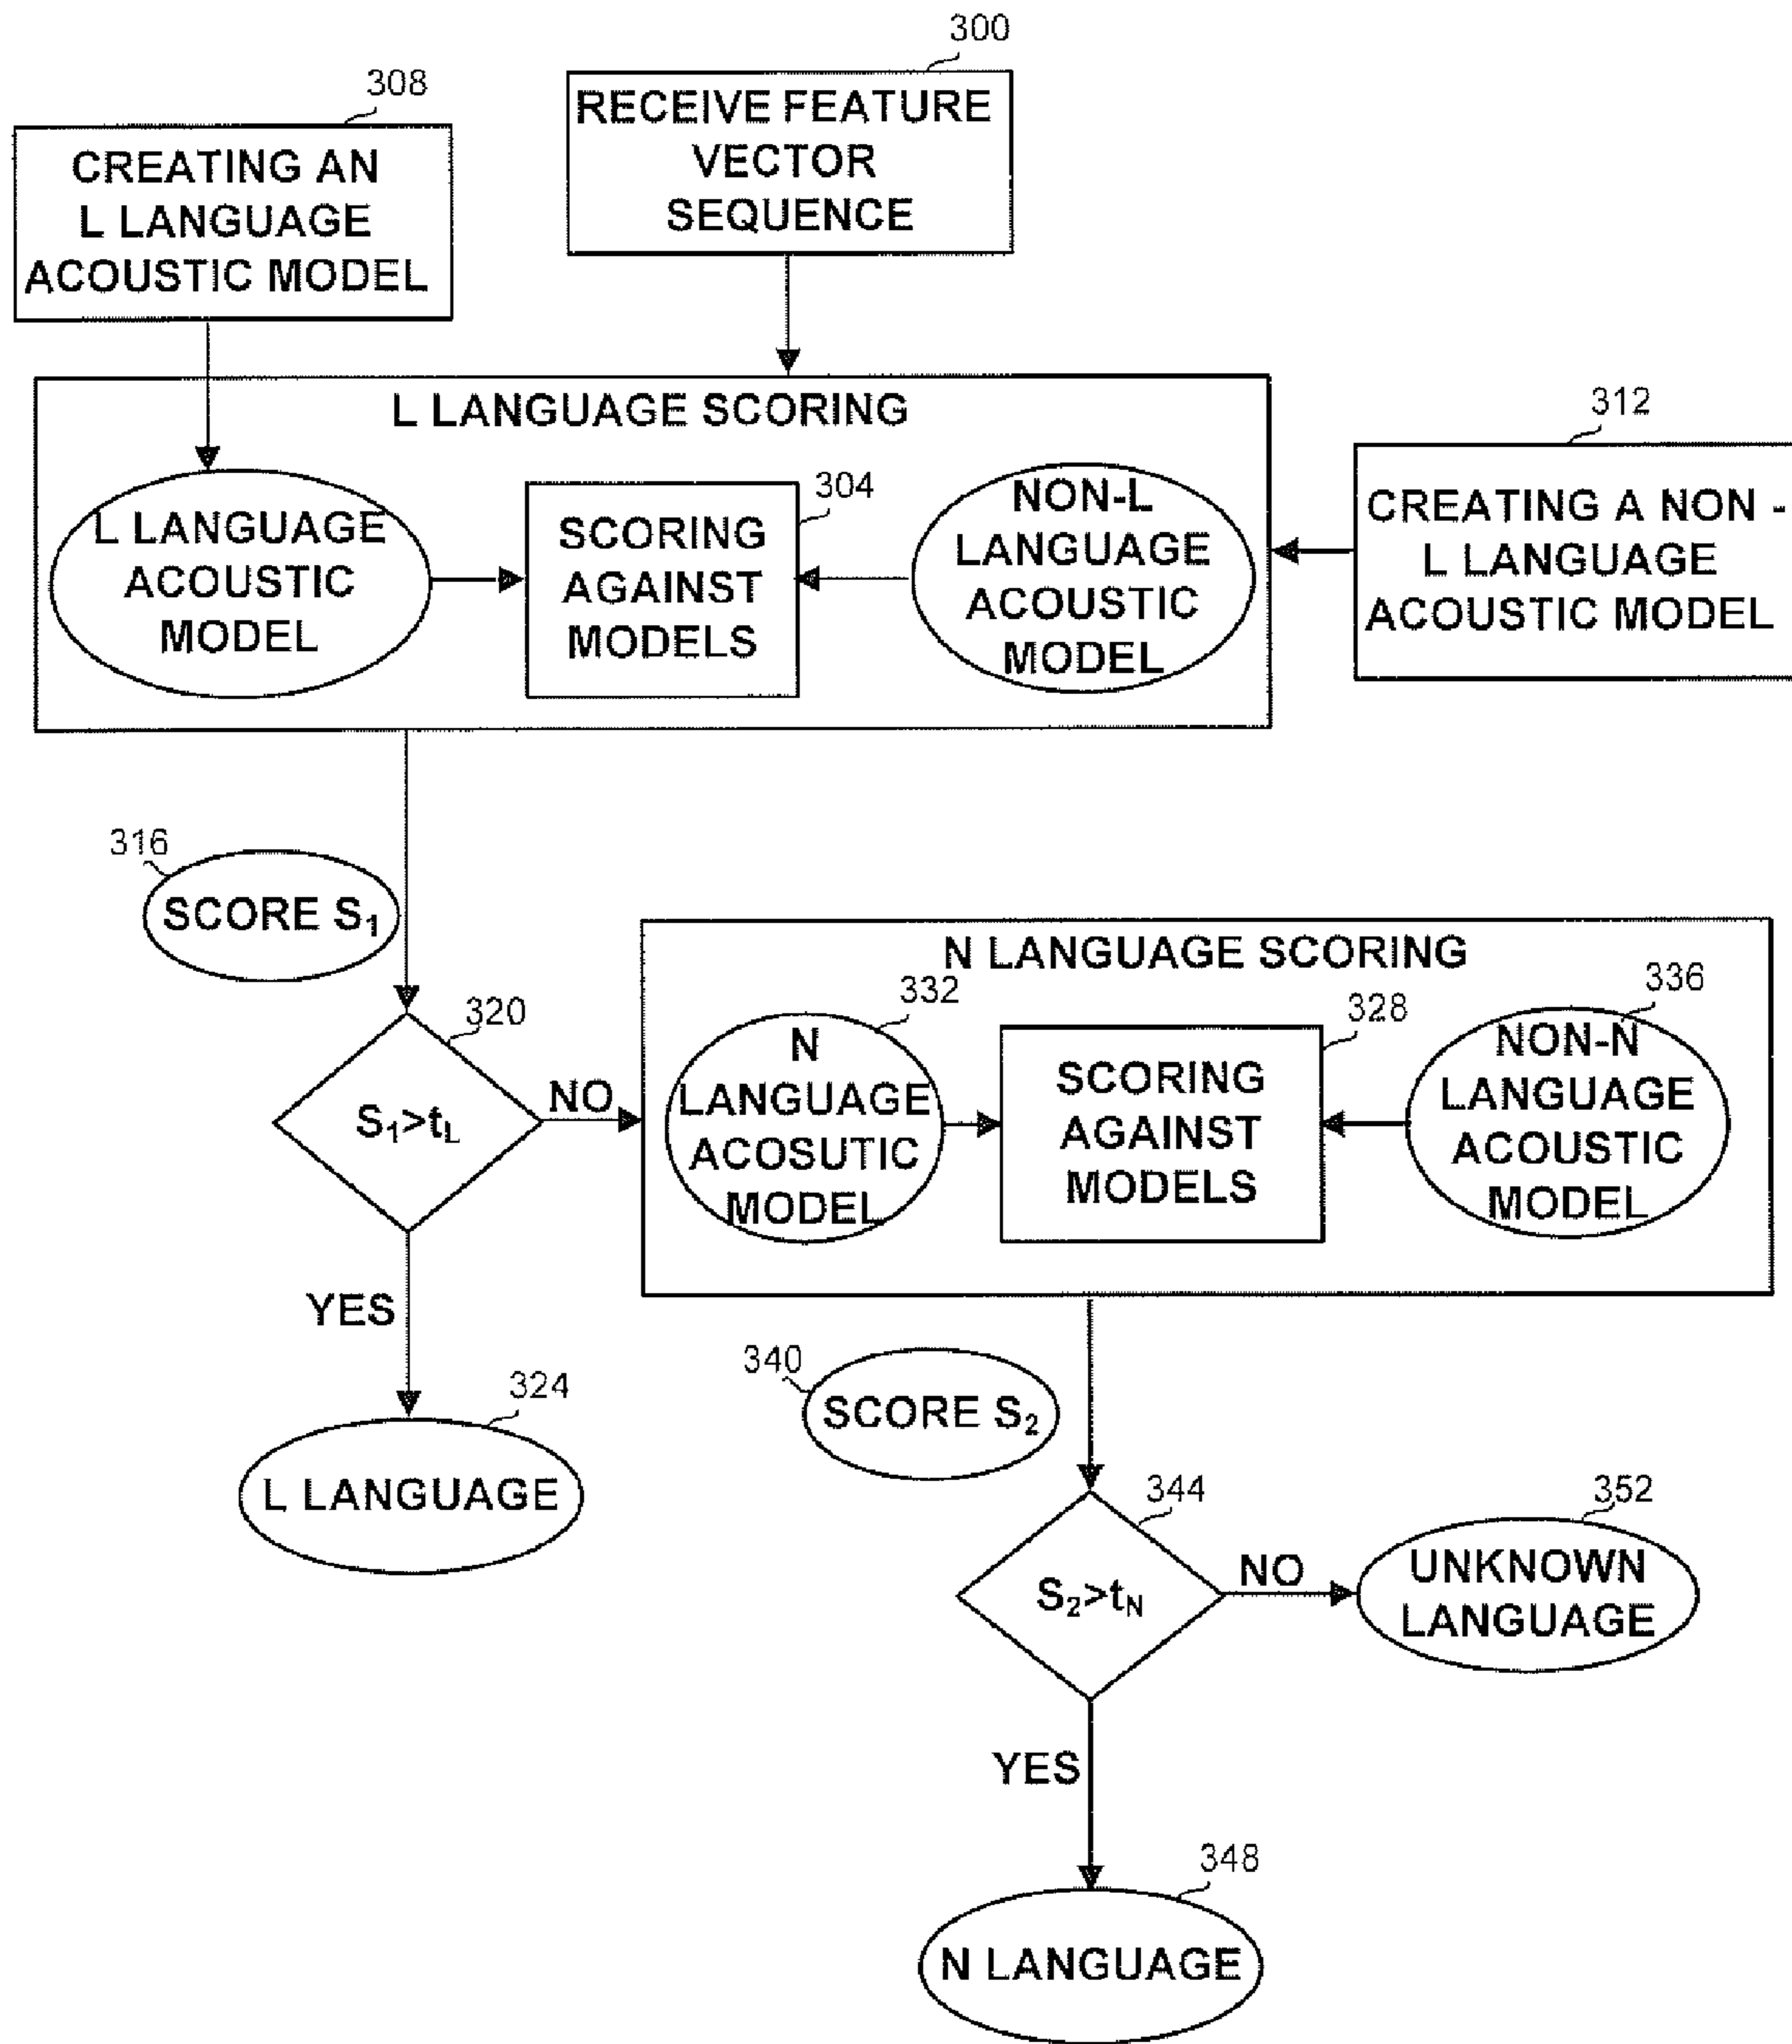 300
308
RECEIVE FEATURE
VECTOR
SEQUENCE
CREATING AN
L LANGUAGE
ACOUSTIC MODEL
L LANGUAGE SCORING
312
304
L LANGUAGE
ACOUSTIC
MODEL
SCORING
AGAINST
MODELS
NON-L
LANGUAGE
ACOUSTIC
MODEL
CREATING A NON -
L LANGUAGE
ACOUSTIC MODEL
316
SCORE S₁
N LANGUAGE SCORING
320
332
328
336
S₁>t_L
NO
N
LANGUAGE
ACOSUTIC
MODEL
SCORING
AGAINST
MODELS
NON-N
LANGUAGE
ACOUSTIC
MODEL
YES
324
L LANGUAGE
340
SCORE S₂
344
352
S₂>t_N
NO
UNKNOWN
LANGUAGE
YES
348
N LANGUAGE